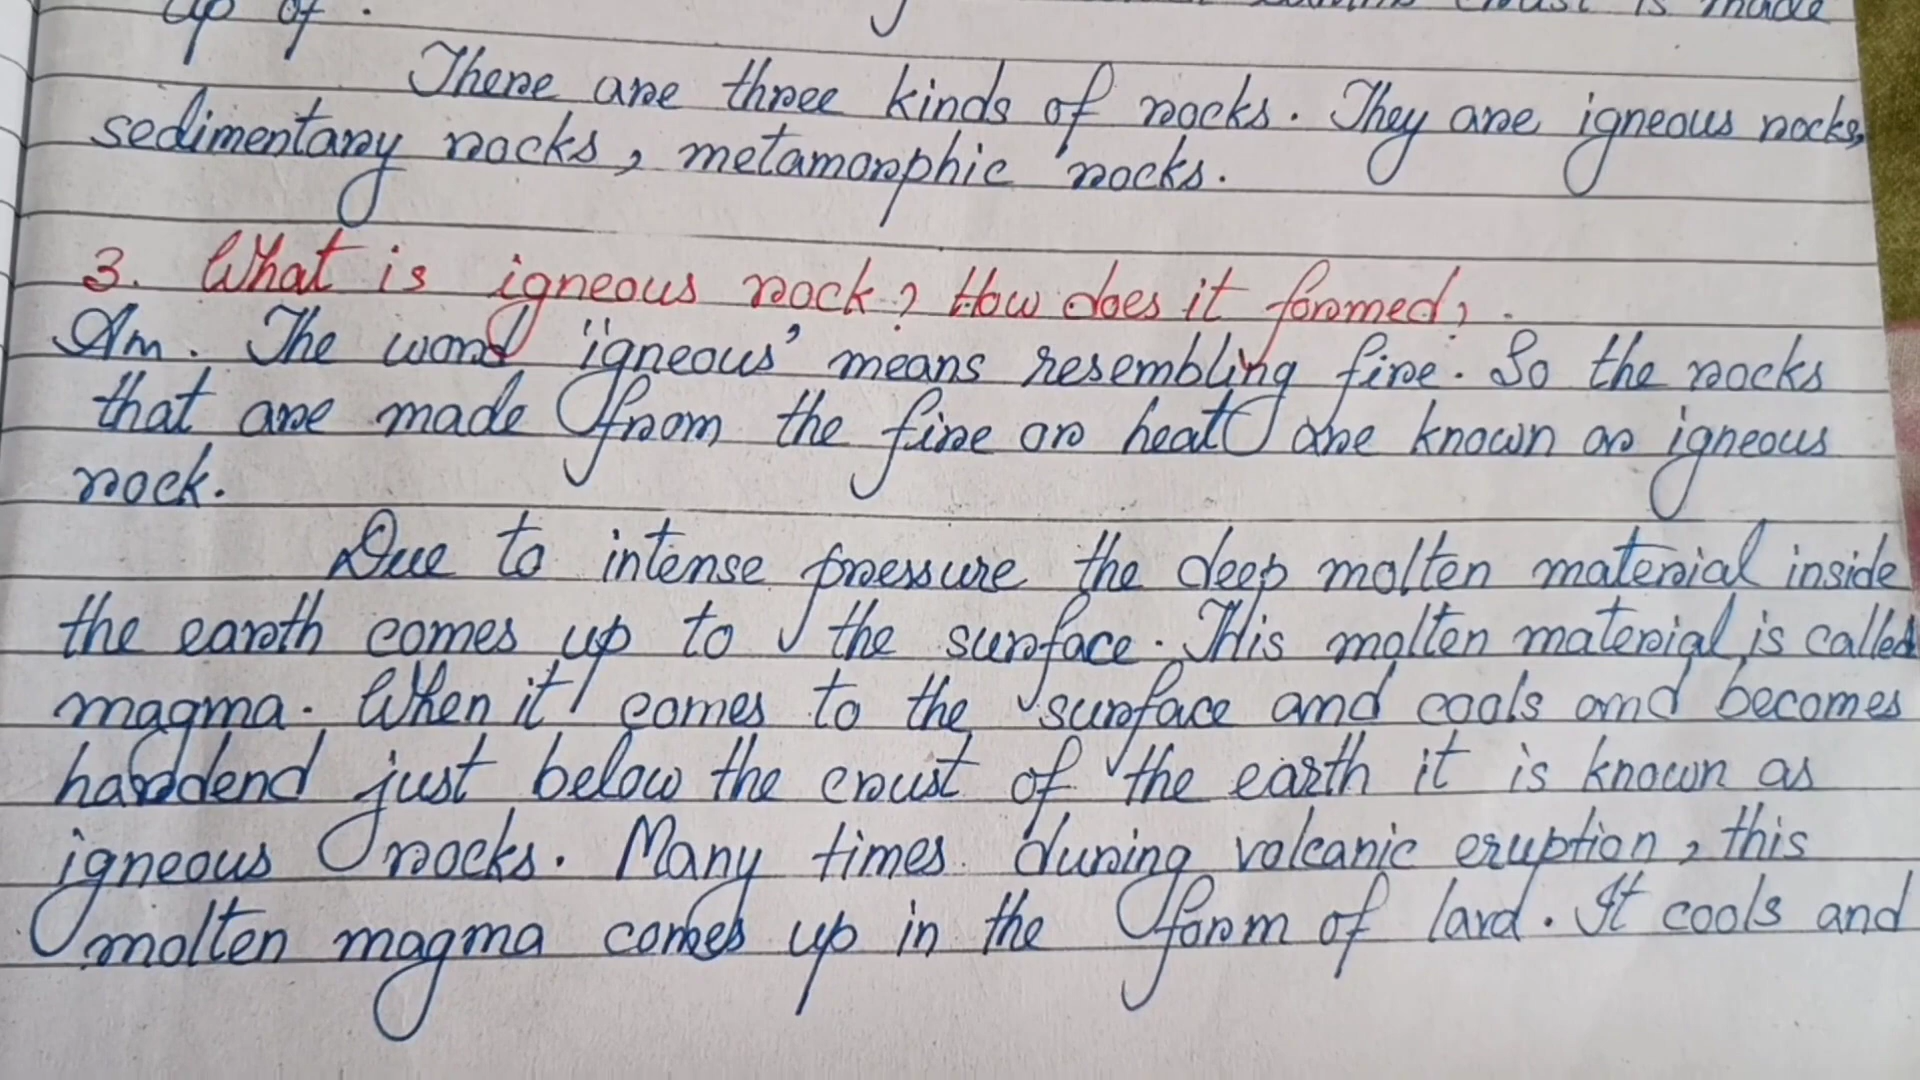 up of. crust is made
There are three kinds of rocks. They are igneous rocks,
sedimentary rocks, metamorphic rocks.
3. What is igneous rock? How does it formed?
Ans. The word "igneous" means resembling fire. So the rocks
that are made from the fire or heat are known as igneous
rock.
Due to intense pressure the deep molten material inside
the earth comes up to the surface. This molten material is called
magma. When it comes to the surface and cools and becomes
hardend just below the crust of the earth it is known as
igneous rocks. Many times during volcanic eruption, this
molten magma comes up in the form of lava. It cools and